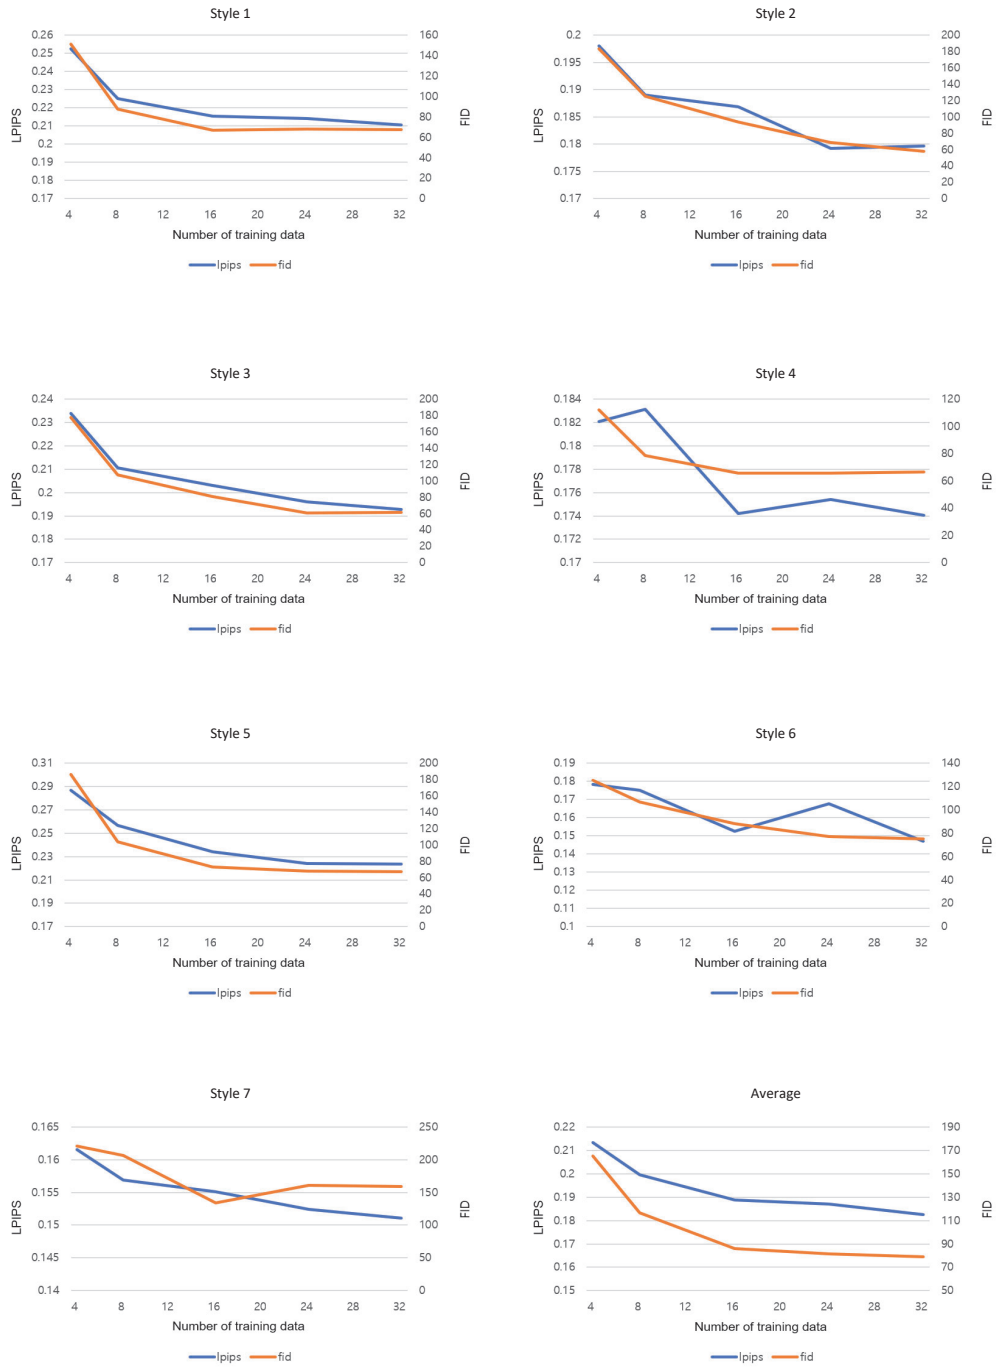 Style 1
0.26
0.25
0.24
0.23
0.22
0.21
0.2
0.19
0.18
0.17
LPIPS
160
140
120
100
80
60
40
20
0
FID
4 8 12 16 20 24 28 32
Number of training data
lpips fid
Style 2
0.2
0.195
0.19
0.185
0.18
0.175
0.17
LPIPS
200
180
160
140
120
100
80
60
40
20
0
FID
4 8 12 16 20 24 28 32
Number of training data
lpips fid
Style 3
0.24
0.23
0.22
0.21
0.2
0.19
0.18
0.17
LPIPS
200
180
160
140
120
100
80
60
40
20
0
FID
4 8 12 16 20 24 28 32
Number of training data
lpips fid
Style 4
0.184
0.182
0.18
0.178
0.176
0.174
0.172
0.17
LPIPS
120
100
80
60
40
20
0
FID
4 8 12 16 20 24 28 32
Number of training data
lpips fid
Style 5
0.31
0.29
0.27
0.25
0.23
0.21
0.19
0.17
LPIPS
200
180
160
140
120
100
80
60
40
20
0
FID
4 8 12 16 20 24 28 32
Number of training data
lpips fid
Style 6
0.19
0.18
0.17
0.16
0.15
0.14
0.13
0.12
0.11
0.1
LPIPS
140
120
100
80
60
40
20
0
FID
4 8 12 16 20 24 28 32
Number of training data
lpips fid
Style 7
0.165
0.16
0.155
0.15
0.145
0.14
LPIPS
250
200
150
100
50
0
FID
4 8 12 16 20 24 28 32
Number of training data
lpips fid
Average
0.22
0.21
0.2
0.19
0.18
0.17
0.16
0.15
LPIPS
190
170
150
130
110
90
70
50
FID
4 8 12 16 20 24 28 32
Number of training data
lpips fid